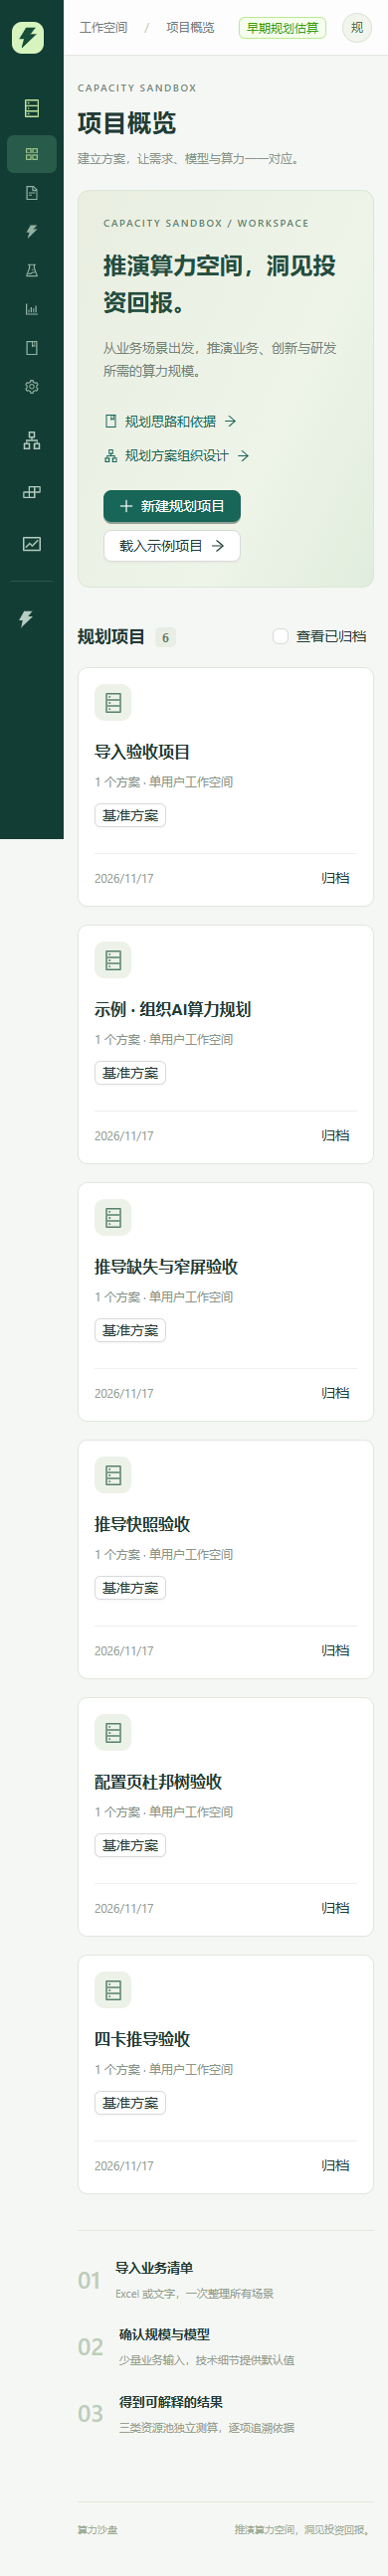 工作空间 / 项目概览 早期规划估算 规
CAPACITY SANDBOX
项目概览
建立方案，让需求、模型与算力一一对应。
CAPACITY SANDBOX / WORKSPACE
推演算力空间，洞见投
资回报。
从业务场景出发，推演业务、创新与研发
所需的算力规模。
规划思路和依据 →
规划方案组织设计 →
+ 新建规划项目
载入示例项目 →
规划项目 6 查看已归档
导入验收项目
1 个方案 · 单用户工作空间
基准方案
2026/11/17 归档
示例 · 组织AI算力规划
1 个方案 · 单用户工作空间
基准方案
2026/11/17 归档
推导缺失与窄屏验收
1 个方案 · 单用户工作空间
基准方案
2026/11/17 归档
推导快照验收
1 个方案 · 单用户工作空间
基准方案
2026/11/17 归档
配置页杜邦树验收
1 个方案 · 单用户工作空间
基准方案
2026/11/17 归档
四卡推导验收
1 个方案 · 单用户工作空间
基准方案
2026/11/17 归档
01 导入业务清单
Excel 或文字，一次整理所有场景
02 确认规模与模型
少量业务输入，技术细节提供默认值
03 得到可解释的结果
三类资源池独立测算，逐项追溯依据
算力沙盘 推演算力空间，洞见投资回报。